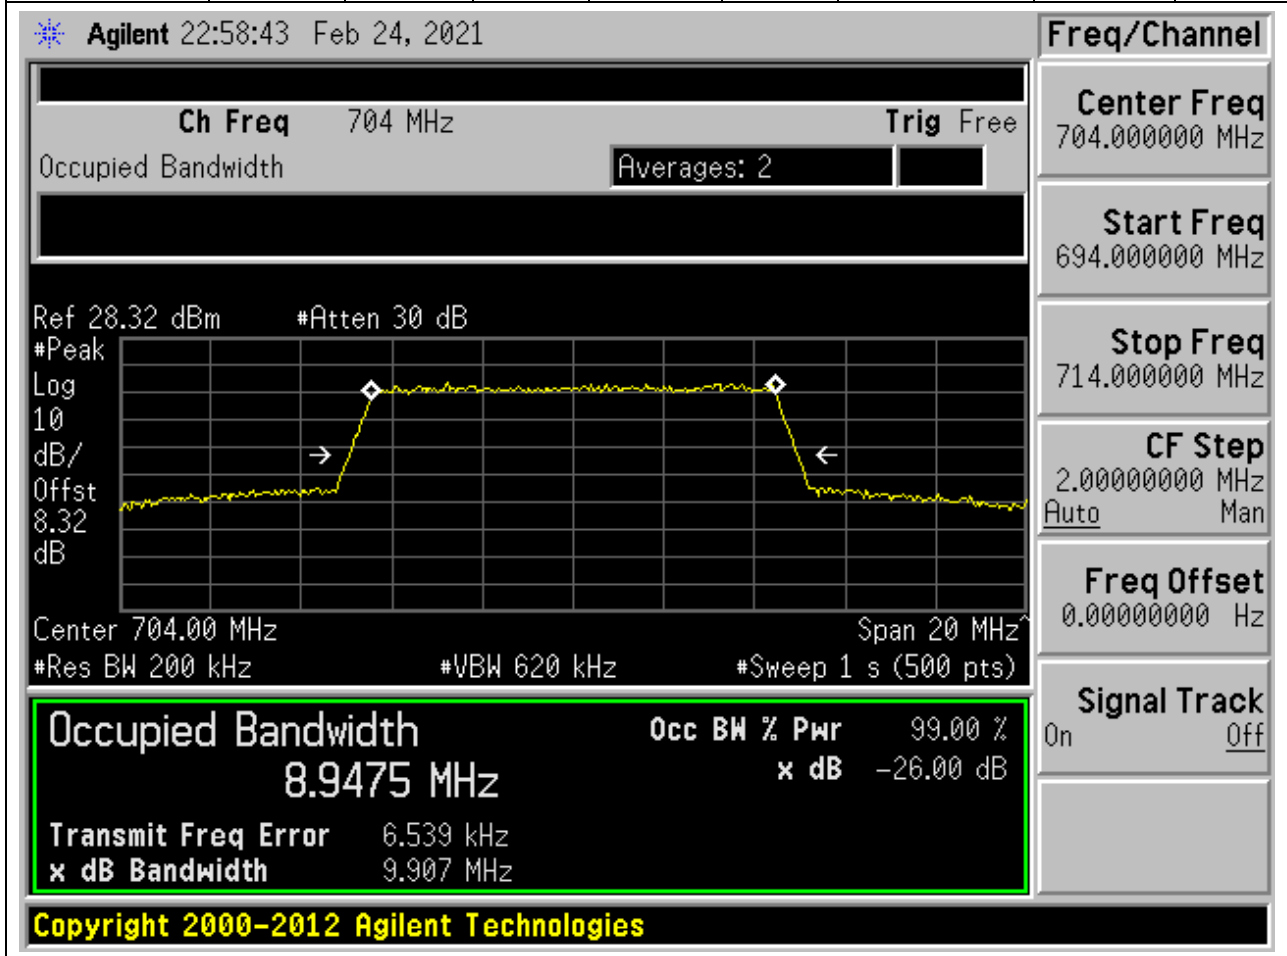 Agilent 22:58:43 Feb 24, 2021
Freq/Channel
Ch Freq 704 MHz Trig Free
Occupied Bandwidth Averages: 2
Center Freq
704.000000 MHz
Start Freq
694.000000 MHz
Stop Freq
714.000000 MHz
CF Step
2.00000000 MHz
Auto Man
Freq Offset
0.00000000 Hz
Signal Track
On Off
Ref 28.32 dBm #Atten 30 dB
#Peak
Log
10
dB/
Offst
8.32
dB
Center 704.00 MHz Span 20 MHz^
#Res BW 200 kHz #VBW 620 kHz #Sweep 1 s (500 pts)
Occupied Bandwidth Occ BW % Pwr 99.00 %
8.9475 MHz x dB -26.00 dB
Transmit Freq Error 6.539 kHz
x dB Bandwidth 9.907 MHz
Copyright 2000-2012 Agilent Technologies